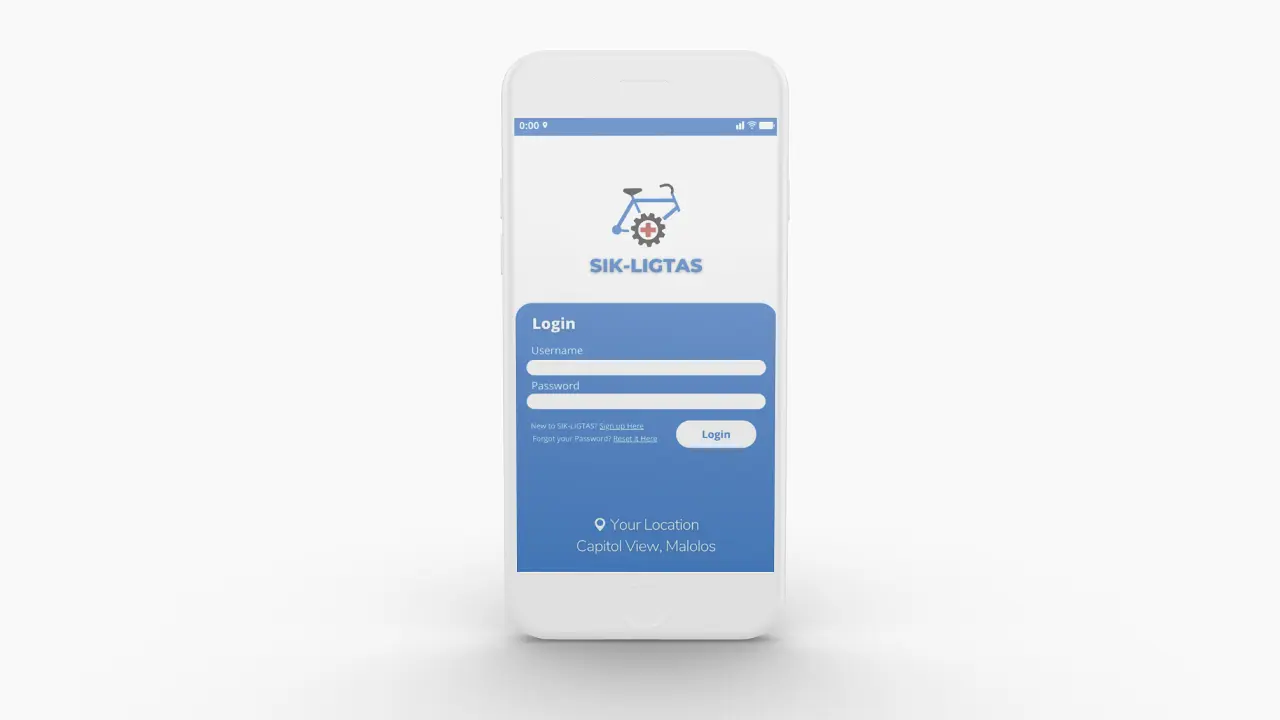 0:00
SIK-LIGTAS
Login
Username
Password
New to SIK-LIGTAS? Sign up Here
Forgot your Password? Reset it Here
Login
Your Location
Capitol View, Malolos